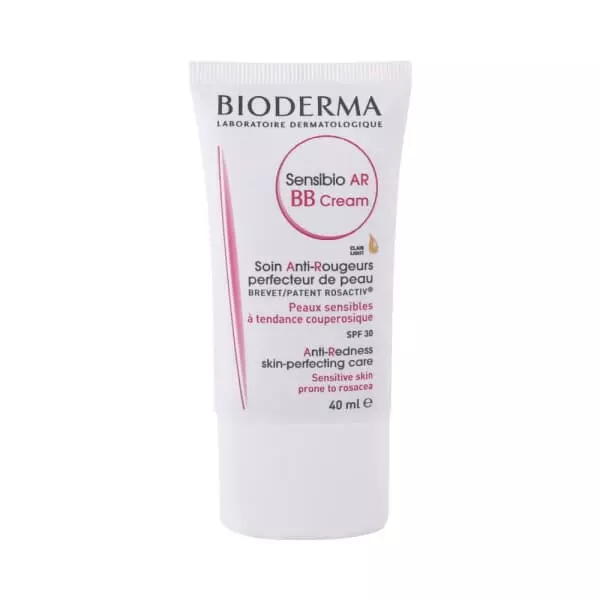 BIODERMA
LABORATOIRE DERMATOLOGIQUE
Sensibio AR
BB Cream
CLAIR
LIGHT
Soin Anti-Rougeurs
perfecteur de peau
BREVET/PATENT ROSACTIV®
Peaux sensibles
à tendance couperosique
SPF 30
Anti-Redness
skin-perfecting care
Sensitive skin
prone to rosacea
40 ml e